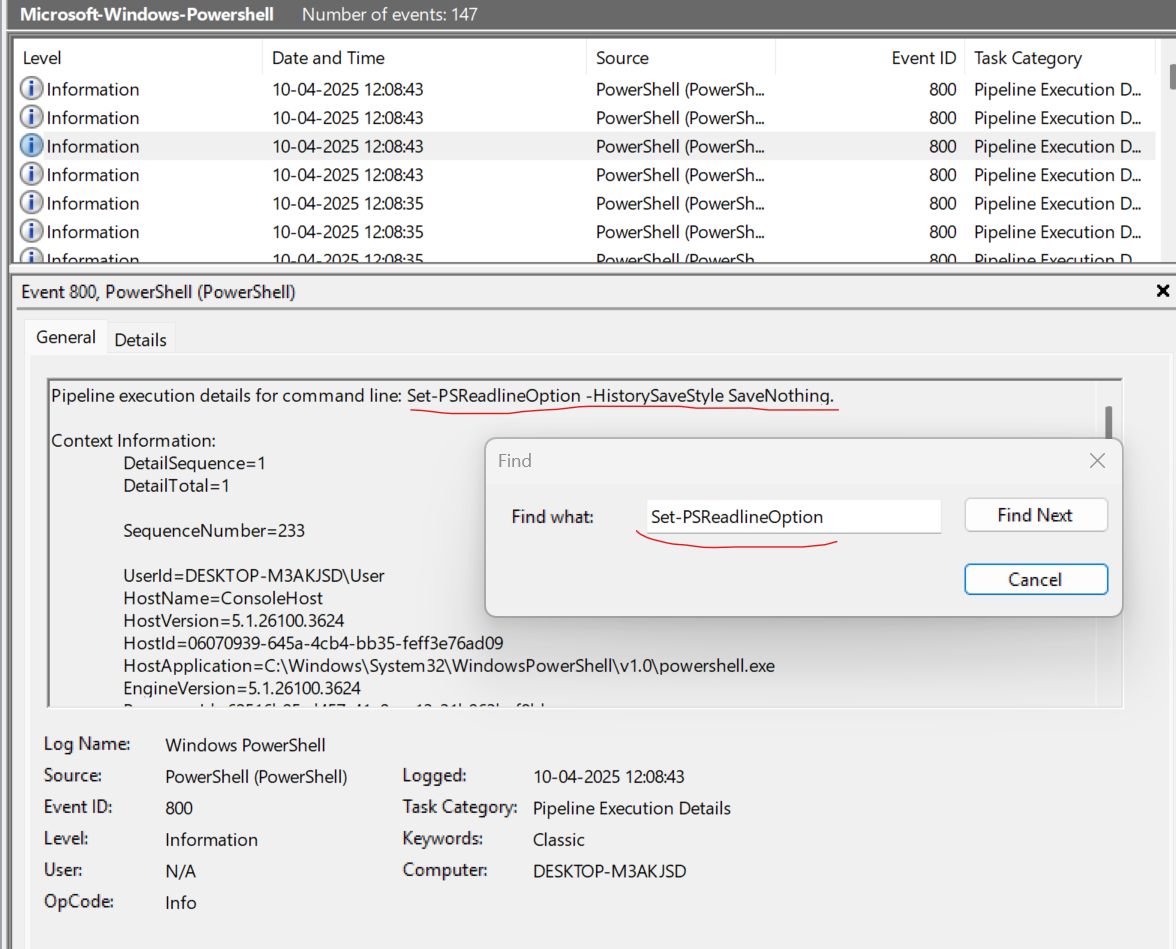 Microsoft-Windows-Powershell Number of events: 147
Level Date and Time Source Event ID Task Category
Information 10-04-2025 12:08:43 PowerShell (PowerSh... 800 Pipeline Execution D...
Information 10-04-2025 12:08:43 PowerShell (PowerSh... 800 Pipeline Execution D...
Information 10-04-2025 12:08:43 PowerShell (PowerSh... 800 Pipeline Execution D...
Information 10-04-2025 12:08:43 PowerShell (PowerSh... 800 Pipeline Execution D...
Information 10-04-2025 12:08:35 PowerShell (PowerSh... 800 Pipeline Execution D...
Information 10-04-2025 12:08:35 PowerShell (PowerSh... 800 Pipeline Execution D...
Information 10-04-2025 12:08:35 PowerShell (PowerSh 800 Pipeline Execution D
Event 800, PowerShell (PowerShell)
General Details
Pipeline execution details for command line: Set-PSReadlineOption -HistorySaveStyle SaveNothing.
Context Information:
DetailSequence=1
DetailTotal=1
SequenceNumber=233
UserId=DESKTOP-M3AKJSD\User
HostName=ConsoleHost
HostVersion=5.1.26100.3624
HostId=06070939-645a-4cb4-bb35-feff3e76ad09
HostApplication=C:\Windows\System32\WindowsPowerShell\v1.0\powershell.exe
EngineVersion=5.1.26100.3624
Find
Find what: Set-PSReadlineOption Find Next
Cancel
Log Name: Windows PowerShell
Source: PowerShell (PowerShell) Logged: 10-04-2025 12:08:43
Event ID: 800 Task Category: Pipeline Execution Details
Level: Information Keywords: Classic
User: N/A Computer: DESKTOP-M3AKJSD
OpCode: Info